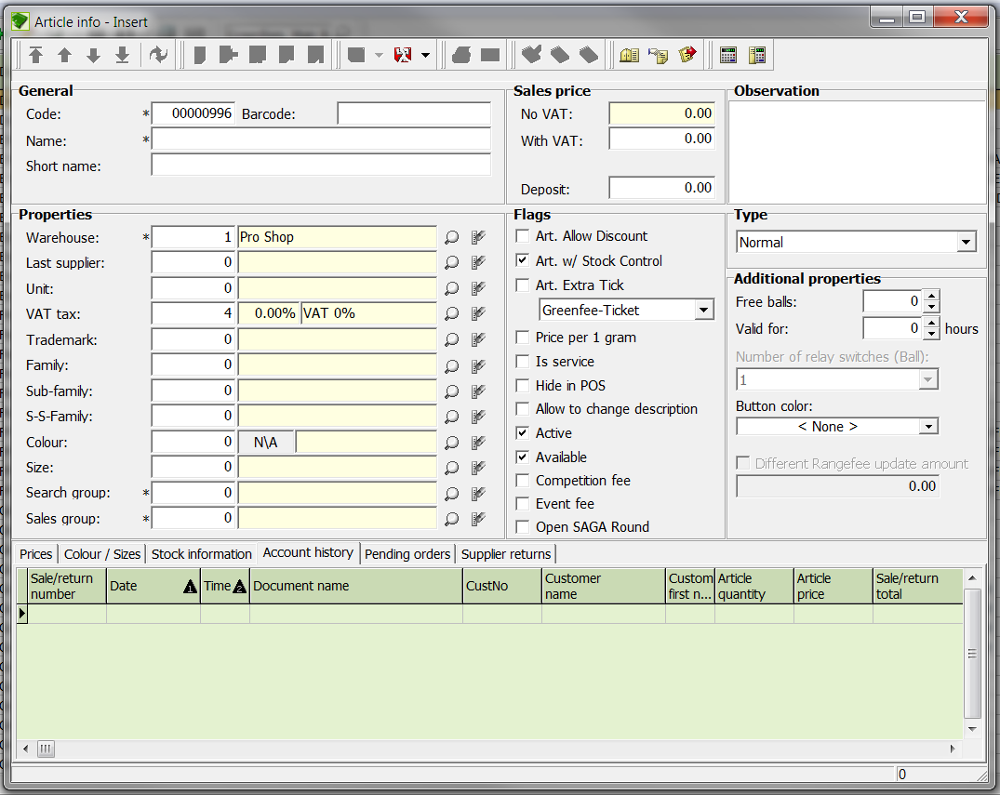 Article info - Insert
General
Code: * 00000996 Barcode:
Name: *
Short name:
Sales price
No VAT: 0.00
With VAT: 0.00
Deposit: 0.00
Observation
Properties
Warehouse: * 1 Pro Shop
Last supplier: 0
Unit: 0
VAT tax: 4 0.00% VAT 0%
Trademark: 0
Family: 0
Sub-family: 0
S-S-Family: 0
Colour: 0 N\A
Size: 0
Search group: * 0
Sales group: * 0
Flags
Art. Allow Discount
Art. w/ Stock Control
Art. Extra Tick
Greenfee-Ticket
Price per 1 gram
Is service
Hide in POS
Allow to change description
Active
Available
Competition fee
Event fee
Open SAGA Round
Type
Normal
Additional properties
Free balls: 0
Valid for: 0 hours
Number of relay switches (Ball):
1
Button color:
< None >
Different Rangefee update amount
0.00
Prices Colour / Sizes Stock information Account history Pending orders Supplier returns
Sale/return number
Date 1
Time 2
Document name
CustNo
Customer name
Custom first n...
Article quantity
Article price
Sale/return total
0